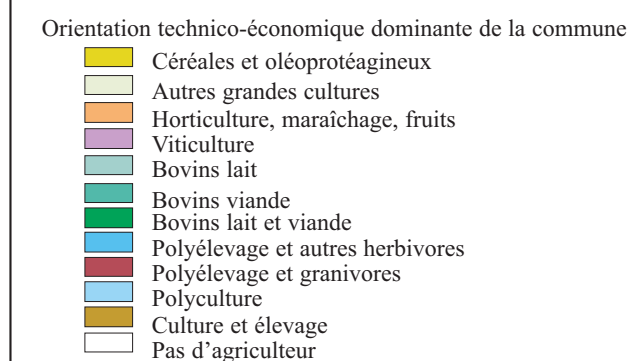 Orientation technico-économique dominante de la commune
Céréales et oléoprotéagineux
Autres grandes cultures
Horticulture, maraîchage, fruits
Viticulture
Bovins lait
Bovins viande
Bovins lait et viande
Polyélevage et autres herbivores
Polyélevage et granivores
Polyculture
Culture et élevage
Pas d'agriculteur